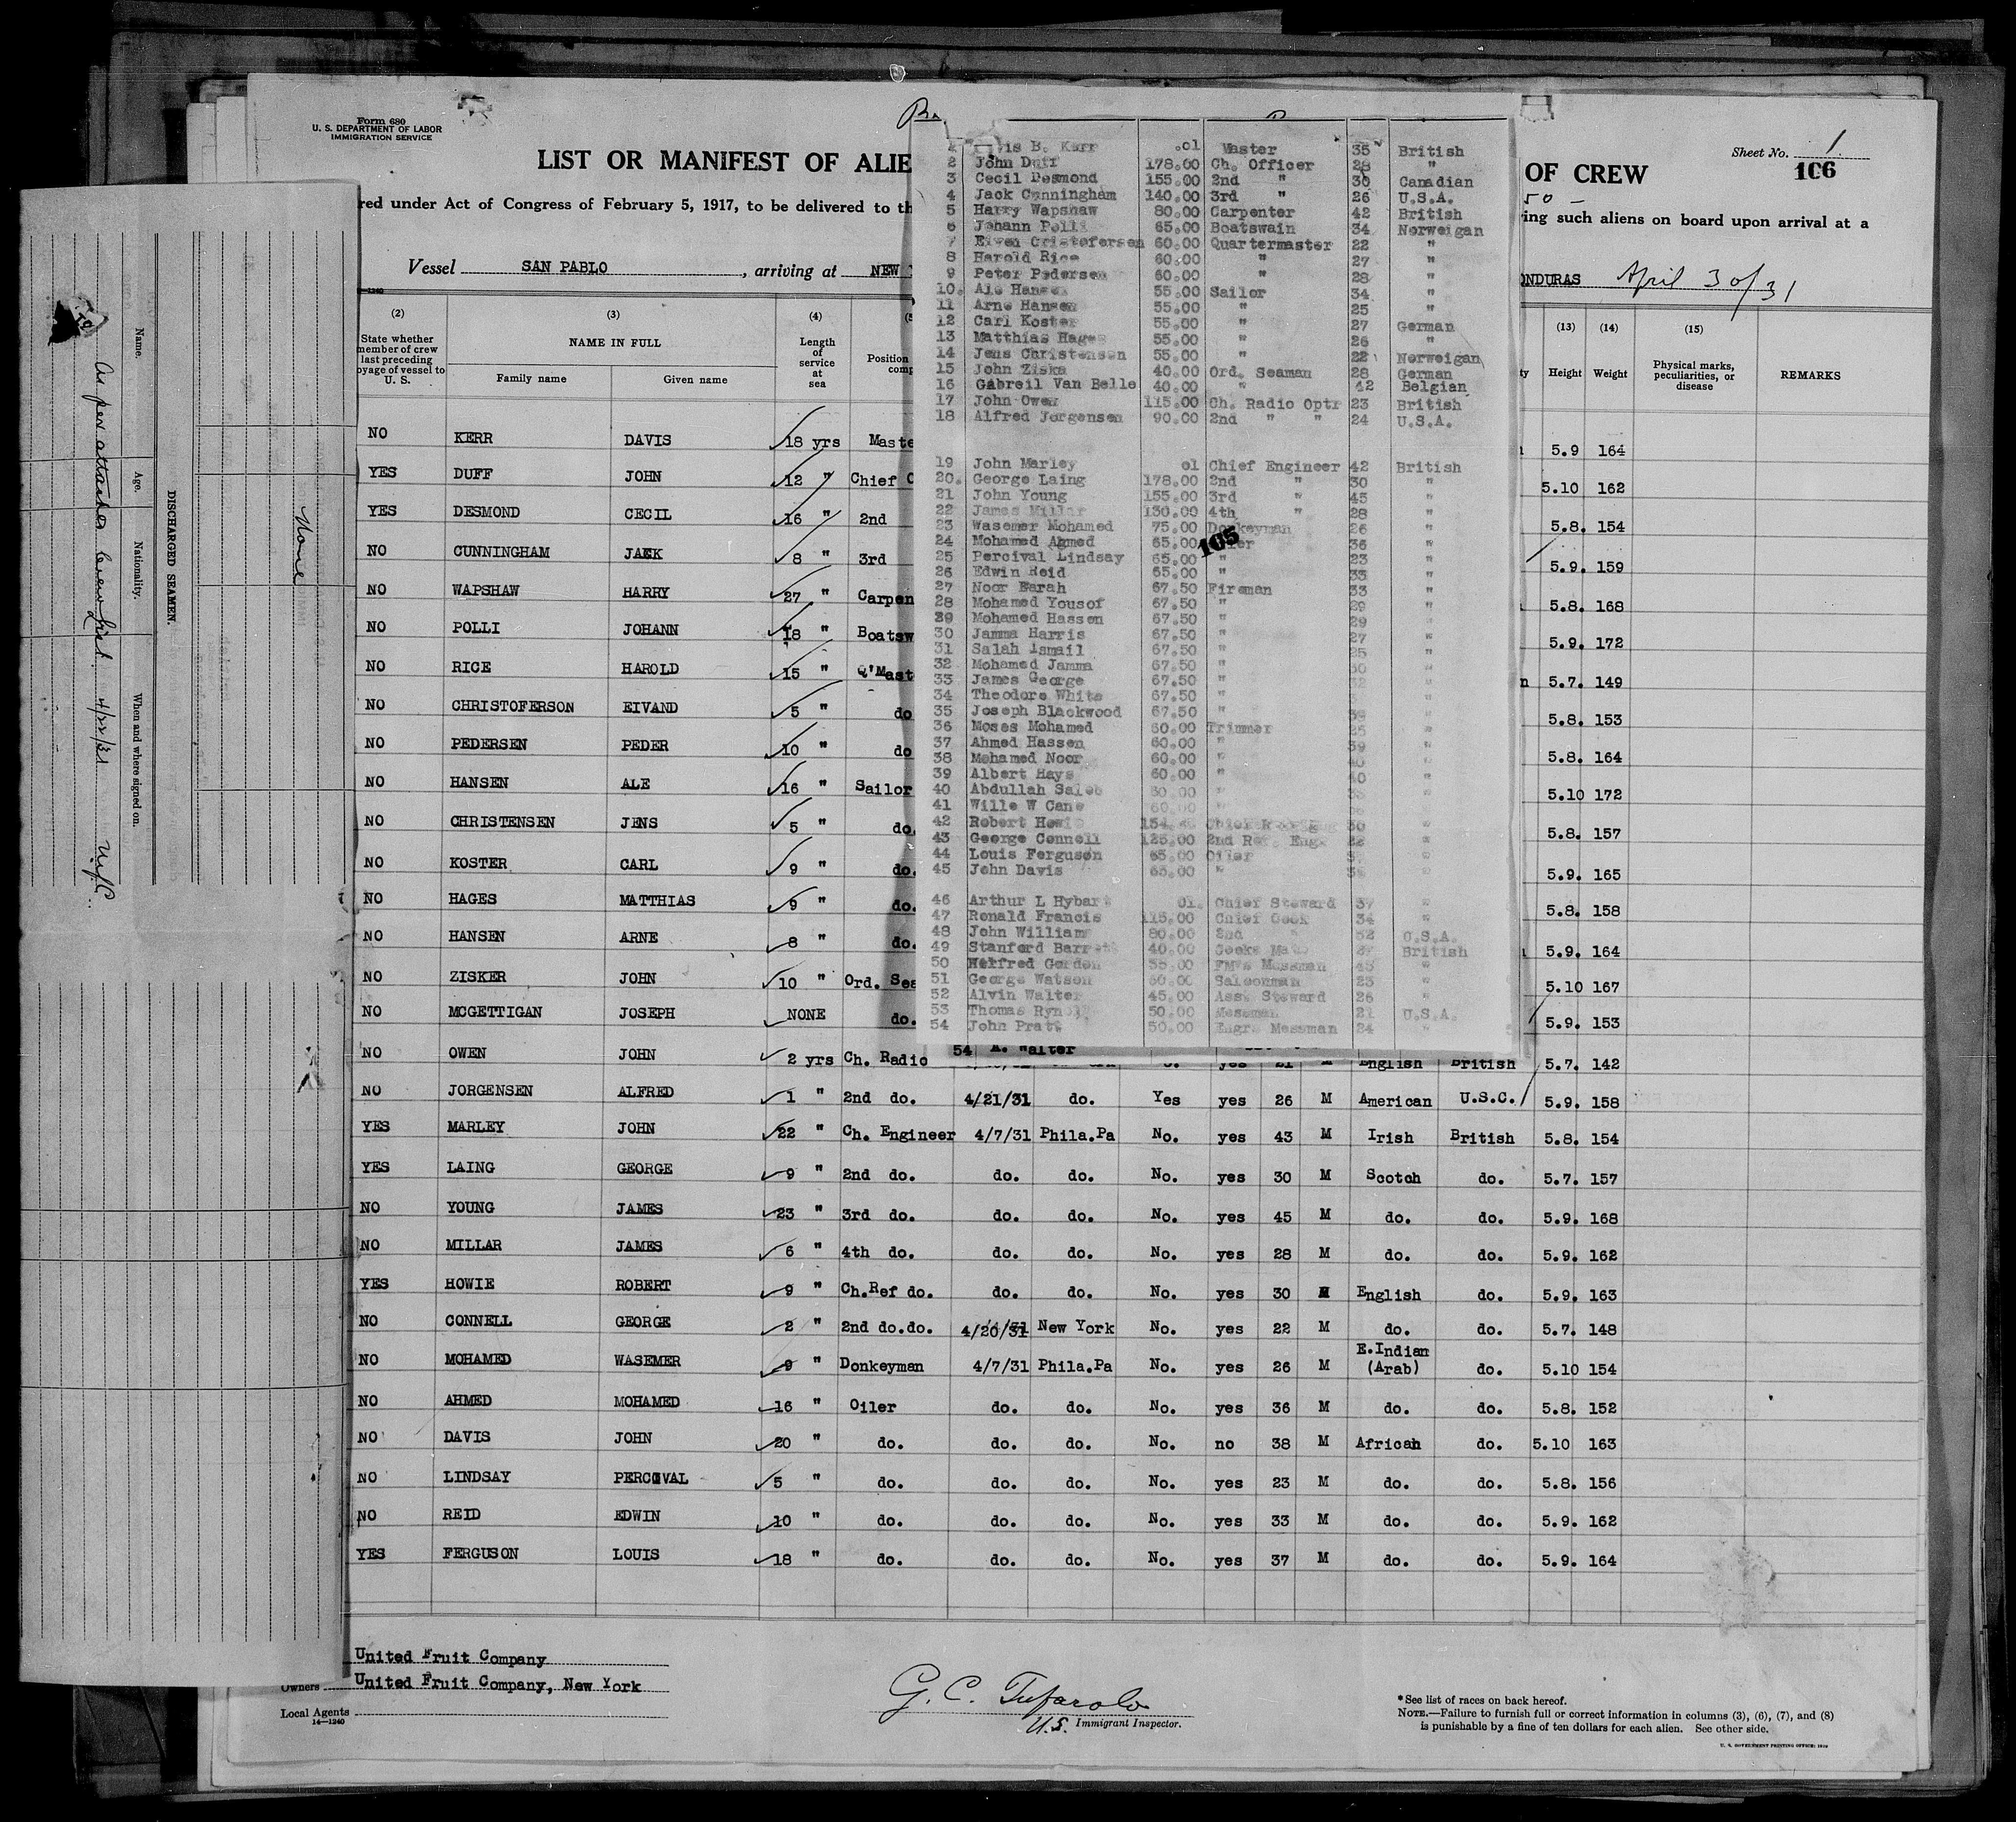 Form 680
U. S. DEPARTMENT OF LABOR
IMMIGRATION SERVICE
Sheet No. 1
106
LIST OR MANIFEST OF ALIE
OF CREW
red under Act of Congress of February 5, 1917, to be delivered to th
50 -
ing such aliens on board upon arrival at a
Vessel SAN PABLO , arriving at NEW
ONDURAS April 30/31
(2) (3) (4) (13) (14) (15)
State whether member of crew last preceding oyage of vessel to U. S.
NAME IN FULL
Family name Given name
Length of service at sea
Position
comp
Height Weight
Physical marks, peculiarities, or disease
REMARKS
NO KERR DAVIS 18 yrs Maste 5.9 164
YES DUFF JOHN 12 " Chief O 5.10 162
YES DESMOND CECIL 16 " 2nd 5.8. 154
NO CUNNINGHAM JACK 8 " 3rd 5.9. 159
NO WAPSHAW HARRY 27 " Carpen 5.8. 168
NO POLLI JOHANN 18 " Boatsw 5.9. 172
NO RICE HAROLD 15 " Q'Mast 5.7. 149
NO CHRISTOFERSON EIVAND 5 " do 5.8. 153
NO PEDERSEN PEDER 10 " do 5.8. 164
NO HANSEN ALE 16 " Sailor 5.10 172
NO CHRISTENSEN JENS 5 " do. 5.8. 157
NO KOSTER CARL 9 " do. 5.9. 165
NO HAGES MATTHIAS 9 " do. 5.8. 158
NO HANSEN ARNE 8 " do. 5.9. 164
NO ZISKER JOHN 10 " Ord. Sea 5.10 167
NO MCGETTIGAN JOSEPH NONE do. 5.9. 153
NO OWEN JOHN 2 yrs Ch. Radio yes 21 M English British 5.7. 142
NO JORGENSEN ALFRED 1 " 2nd do. 4/21/31 do. Yes yes 26 M American U.S.C. 5.9. 158
YES MARLEY JOHN 22 " Ch. Engineer 4/7/31 Phila.Pa No. yes 43 M Irish British 5.8. 154
YES LAING GEORGE 9 " 2nd do. do. do. No. yes 30 M Scotch do. 5.7. 157
NO YOUNG JAMES 23 " 3rd do. do. do. No. yes 45 M do. do. 5.9. 168
NO MILLAR JAMES 6 " 4th do. do. do. No. yes 28 M do. do. 5.9. 162
YES HOWIE ROBERT 9 " Ch.Ref do. do. do. No. yes 30 M English do. 5.9. 163
NO CONNELL GEORGE 2 " 2nd do.do. 4/20/31 New York No. yes 22 M do. do. 5.7. 148
NO MOHAMED WASEMER 9 " Donkeyman 4/7/31 Phila.Pa No. yes 26 M E.Indian (Arab) do. 5.10 154
NO AHMED MOHAMED 16 " Oiler do. do. No. yes 36 M do. do. 5.8. 152
NO DAVIS JOHN 20 " do. do. do. No. no 38 M African do. 5.10 163
NO LINDSAY PERCIVAL 5 " do. do. do. No. yes 23 M do. do. 5.8. 156
NO REID EDWIN 10 " do. do. do. No. yes 33 M do. do. 5.9. 162
YES FERGUSON LOUIS 18 " do. do. do. No. yes 37 M do. do. 5.9. 164
United Fruit Company
Owners United Fruit Company, New York
Local Agents
14—1240
G. C. Tufarolo
U.S. Immigrant Inspector.
* See list of races on back hereof.
NOTE.—Failure to furnish full or correct information in columns (3), (6), (7), and (8)
is punishable by a fine of ten dollars for each alien. See other side.
U. S. GOVERNMENT PRINTING OFFICE
vis B. Kerr .01 Master 35 British
2 John Duff 178.00 Ch. Officer 28 "
3 Cecil Desmond 155.00 2nd " 30 Canadian
4 Jack Cunningham 140.00 3rd " 26 U.S.A.
5 Harry Wapshaw 80.00 Carpenter 42 British
6 Johann Polli 65.00 Boatswain 34 Norweigan
7 Eiven Cristofersen 60.00 Quartermaster 22 "
8 Harold Rice 60.00 " 27 "
9 Peter Pedersen 60.00 " 28 "
10. Ale Hansen 55.00 Sailor 34 "
11 Arne Hansen 55.00 " 25 "
12 Carl Koster 55.00 " 27 German
13 Matthias Hages 55.00 " 26 "
14 Jens Christensen 55.00 " 22 Norweigan
15 John Ziska 40.00 Ord. Seaman 28 German
16 Gabreil Van Belle 40.00 " 42 Belgian
17 John Owen 115.00 Ch. Radio Optr 23 British
18 Alfred Jorgensen 90.00 2nd " " 24 U.S.A.
19 John Marley 01 Chief Engineer 42 British
20. George Laing 178.00 2nd " 30 "
21 John Young 155.00 3rd " 45 "
22 James Millar 130.00 4th " 28 "
23 Wasemer Mohamed 75.00 Donkeyman 26 "
24 Mohamed Ahmed 65.00 105 36 "
25 Percival Lindsay 65.00 " 23 "
26 Edwin Reid 65.00 " 33 "
27 Noor Farah 67.50 Fireman 33 "
28 Mohamed Yousof 67.50 " 29 "
29 Mohamed Hassen 67.50 " 29 "
30 Jamma Harris 67.50 " 27 "
31 Salah Ismail 67.50 " 25 "
32 Mohamed Jamma 67.50 " 30 "
33 James George 67.50 " "
34 Theodore White 67.50 " "
35 Joseph Blackwood 67.50 " "
36 Moses Mohamed 60.00 Trimmer 25 "
37 Ahmed Hassen 60.00 " 39 "
38 Mohamed Noor 60.00 " 40 "
39 Albert Hays 60.00 " 40 "
40 Abdullah Saleb "
41 Wille W Cane 60.00 "
42 Robert Howie 30 "
43 George Connell 125.00 2nd 22 "
44 Louis Ferguson 65.00 Oiler "
45 John Davis 65.00 " "
46 Arthur L Hybart 01. Chief Steward 37 "
47 Ronald Francis 115.00 Chief Cook 34 "
48 John Williams 80.00 2nd U.S.A.
49 Stanford Barrett 40.00 British
50 Gordon 55.00 Messman "
51 George Watson 60.00 Saloonman 23 "
52 Alvin Walter 45.00 Asst Steward 26 "
53 Thomas 50.00 Messman 21 U.S.A.
54 John Pratt 50.00 Engrs Messman 24 "
54 A. Walter
DISCHARGED SEAMEN.
Name. Age. Nationality. When and where signed on.
As per attached Crew List. 4/22/31
None